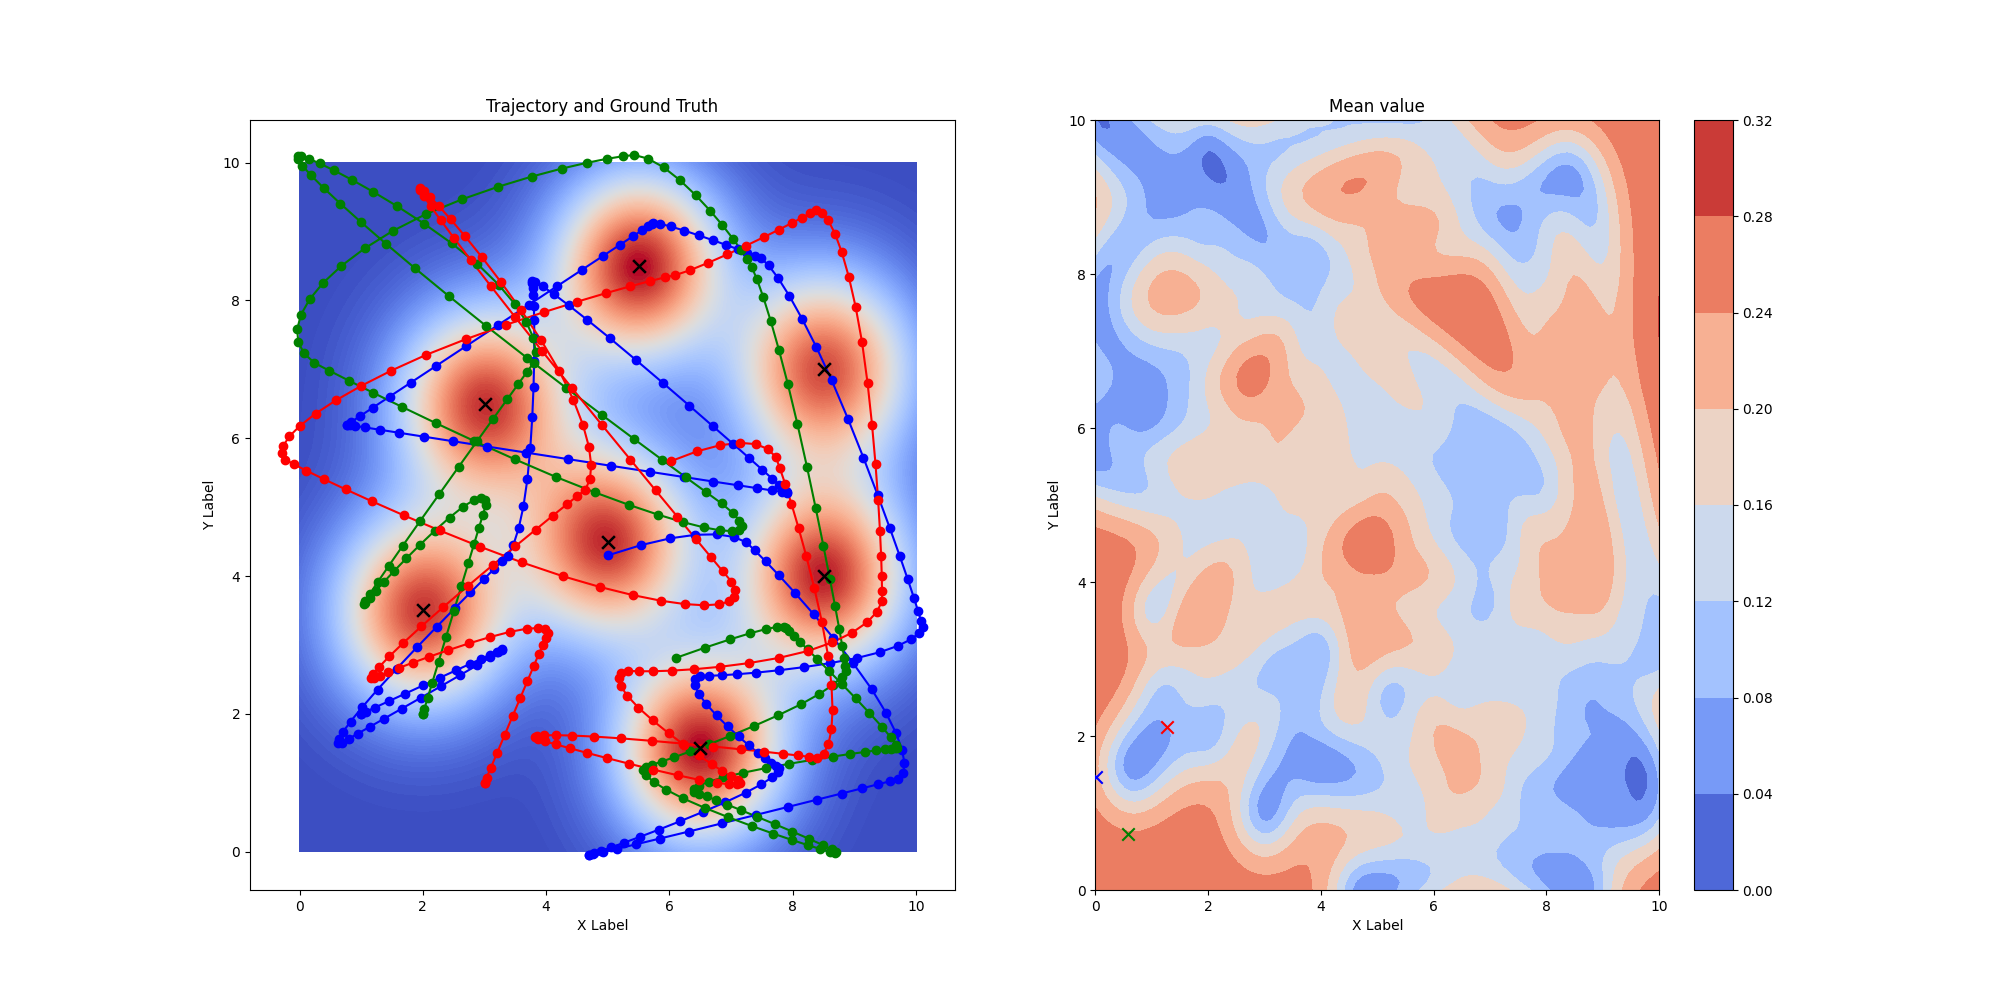 Trajectory and Ground Truth
Y Label
10
8
6
4
2
0
0 2 4 6 8 10
X Label
Mean value
Y Label
10
8
6
4
2
0
0 2 4 6 8 10
X Label
0.32
0.28
0.24
0.20
0.16
0.12
0.08
0.04
0.00